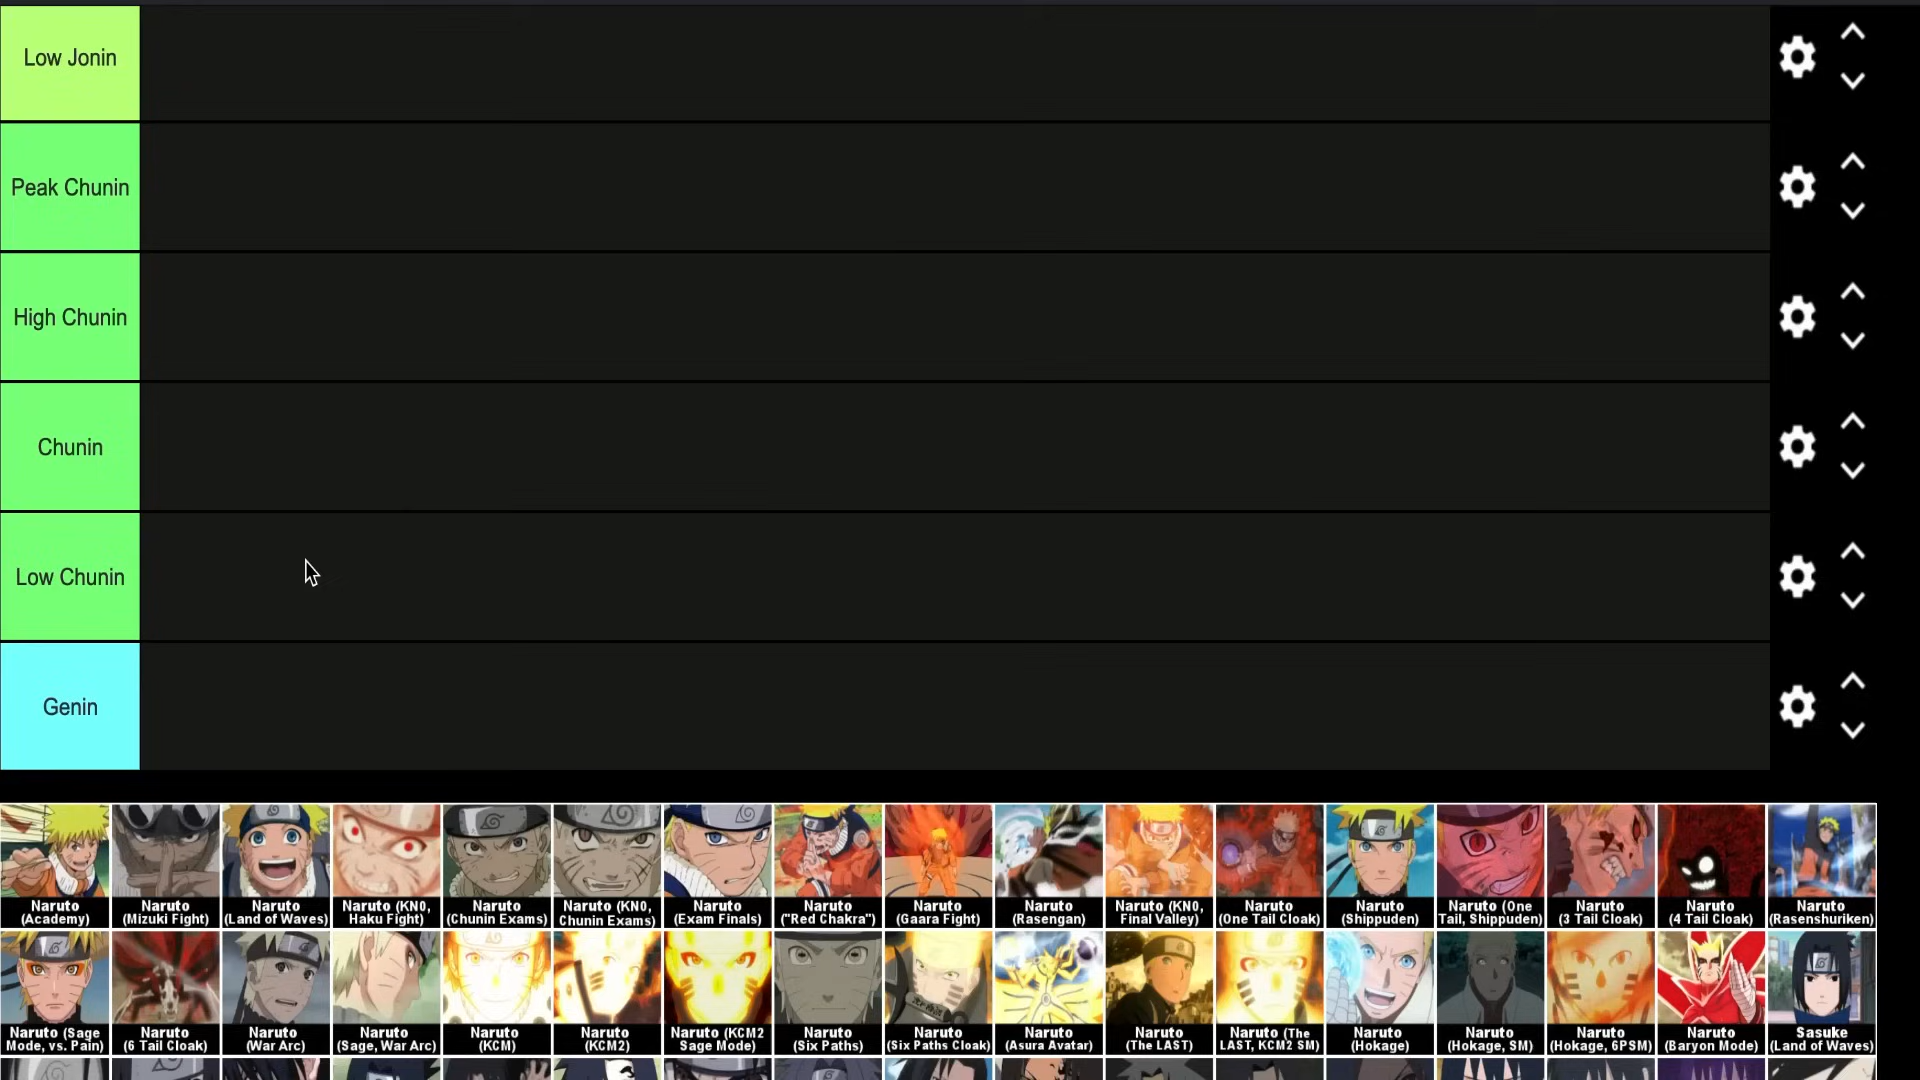 Low Jonin
Peak Chunin
High Chunin
Chunin
Low Chunin
Genin
Naruto
(Academy)
Naruto
(Mizuki Fight)
Naruto
(Land of Waves)
Naruto (KN0,
Haku Fight)
Naruto
(Chunin Exams)
Naruto (KN0,
Chunin Exams)
Naruto
(Exam Finals)
Naruto
("Red Chakra")
Naruto
(Gaara Fight)
Naruto
(Rasengan)
Naruto (KN0,
Final Valley)
Naruto
(One Tail Cloak)
Naruto
(Shippuden)
Naruto (One
Tail, Shippuden)
Naruto
(3 Tail Cloak)
Naruto
(4 Tail Cloak)
Naruto
(Rasenshuriken)
Naruto (Sage
Mode, vs. Pain)
Naruto
(6 Tail Cloak)
Naruto
(War Arc)
Naruto
(Sage, War Arc)
Naruto
(KCM)
Naruto
(KCM2)
Naruto (KCM2
Sage Mode)
Naruto
(Six Paths)
Naruto
(Six Paths Cloak)
Naruto
(Asura Avatar)
Naruto
(The LAST)
Naruto (The
LAST, KCM2 SM)
Naruto
(Hokage)
Naruto
(Hokage, SM)
Naruto
(Hokage, 6PSM)
Naruto
(Baryon Mode)
Sasuke
(Land of Waves)